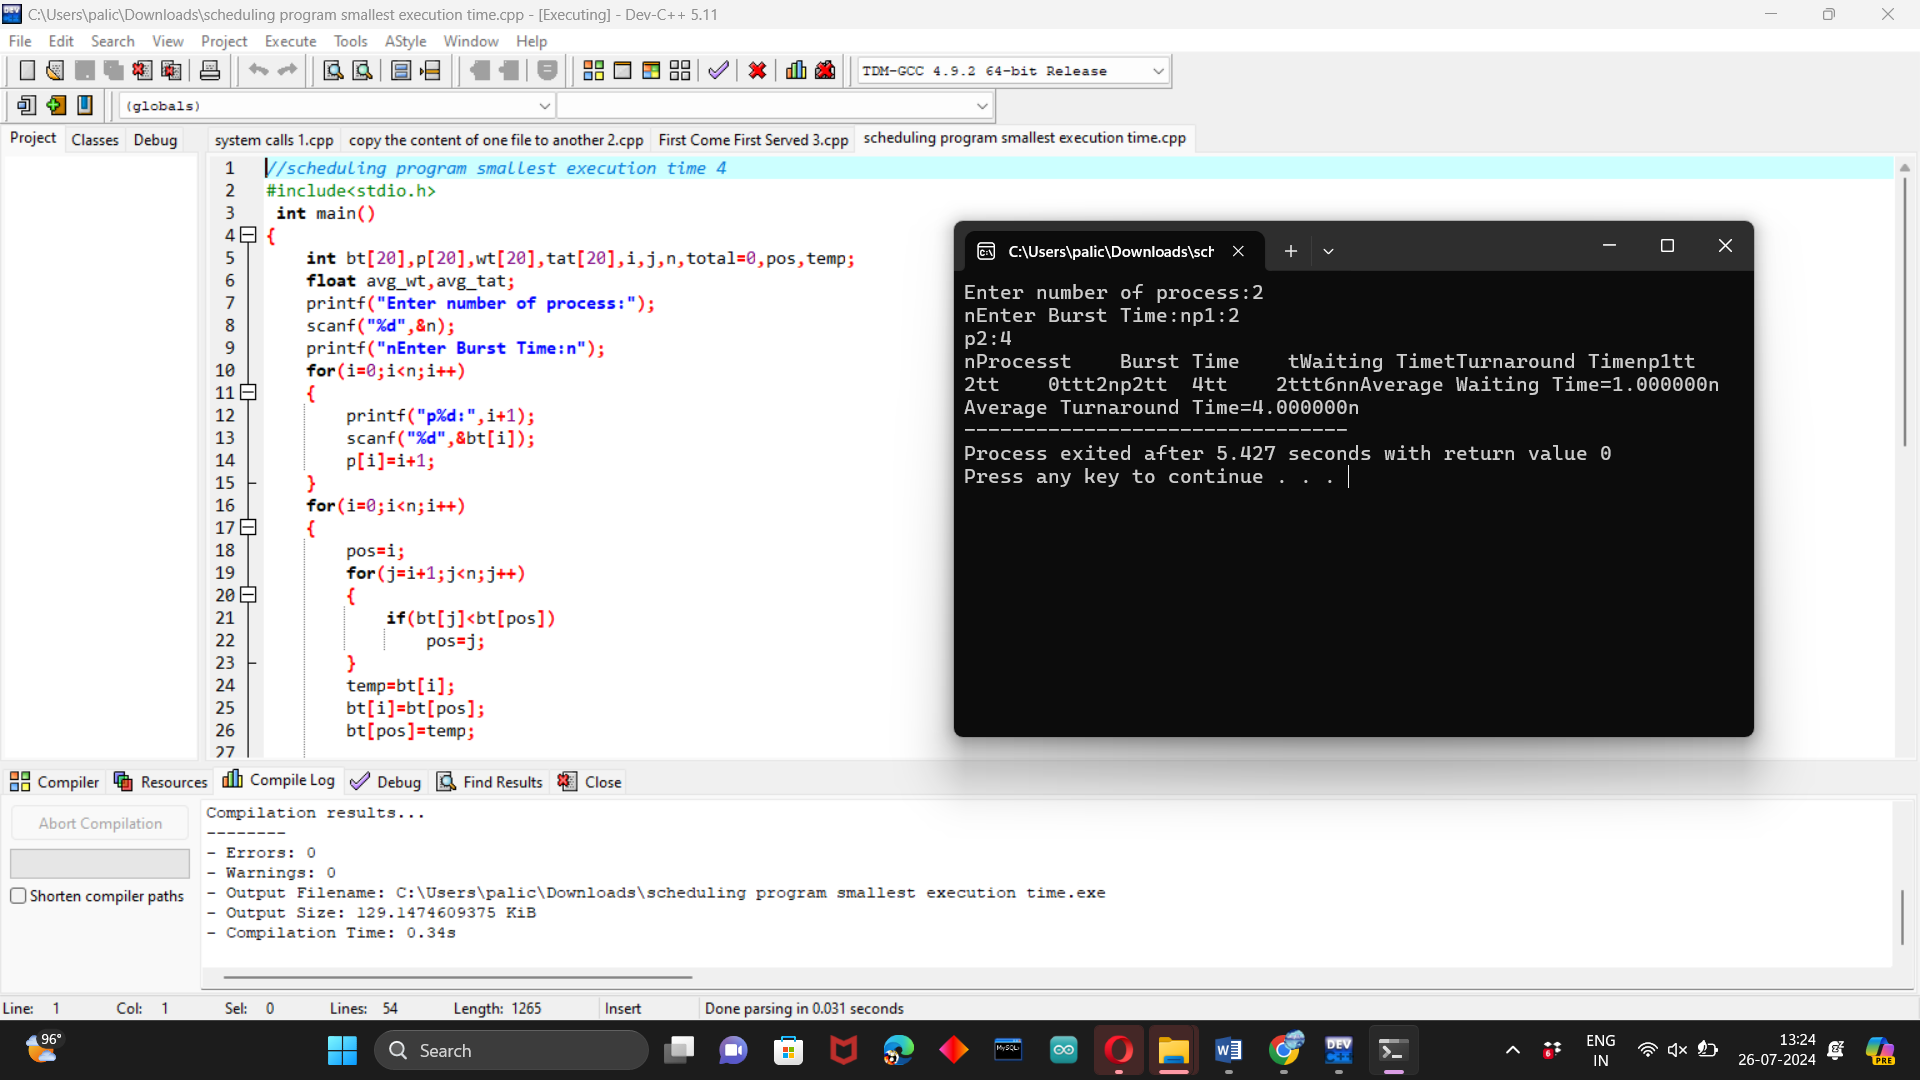 C:\Users\palic\Downloads\scheduling program smallest execution time.cpp - [Executing] - Dev-C++ 5.11
File Edit Search View Project Execute Tools AStyle Window Help
TDM-GCC 4.9.2 64-bit Release
(globals)
Project Classes Debug
system calls 1.cpp copy the content of one file to another 2.cpp First Come First Served 3.cpp scheduling program smallest execution time.cpp
1 //scheduling program smallest execution time 4
2 #include<stdio.h>
3 int main()
4 {
5 int bt[20],p[20],wt[20],tat[20],i,j,n,total=0,pos,temp;
6 float avg_wt,avg_tat;
7 printf("Enter number of process:");
8 scanf("%d",&n);
9 printf("nEnter Burst Time:n");
10 for(i=0;i<n;i++)
11 {
12 printf("p%d:",i+1);
13 scanf("%d",&bt[i]);
14 p[i]=i+1;
15 }
16 for(i=0;i<n;i++)
17 {
18 pos=i;
19 for(j=i+1;j<n;j++)
20 {
21 if(bt[j]<bt[pos])
22 pos=j;
23 }
24 temp=bt[i];
25 bt[i]=bt[pos];
26 bt[pos]=temp;
27
C:\Users\palic\Downloads\sch
Enter number of process:2
nEnter Burst Time:np1:2
p2:4
nProcesst    Burst Time    tWaiting TimetTurnaround Timenp1tt
2tt    0ttt2np2tt  4tt    2ttt6nnAverage Waiting Time=1.000000n
Average Turnaround Time=4.000000n
--------------------------------
Process exited after 5.427 seconds with return value 0
Press any key to continue . . .
Compiler Resources Compile Log Debug Find Results Close
Abort Compilation
Shorten compiler paths
Compilation results...
--------
- Errors: 0
- Warnings: 0
- Output Filename: C:\Users\palic\Downloads\scheduling program smallest execution time.exe
- Output Size: 129.1474609375 KiB
- Compilation Time: 0.34s
Line: 1 Col: 1 Sel: 0 Lines: 54 Length: 1265 Insert Done parsing in 0.031 seconds
96°
Search
MySQL
DEV
6
ENG
IN
13:24
26-07-2024
PRE